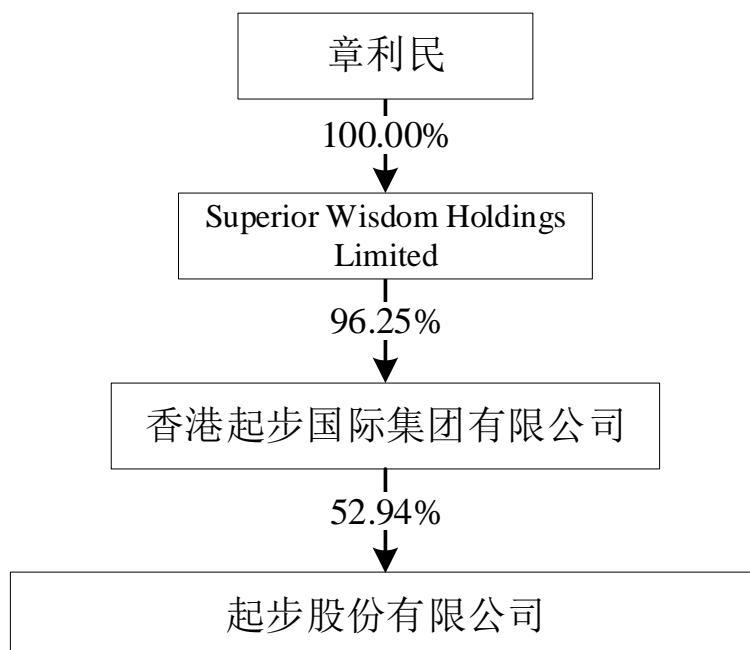 章利民
100.00%
Superior Wisdom Holdings
Limited
96.25%
香港起步国际集团有限公司
52.94%
起步股份有限公司